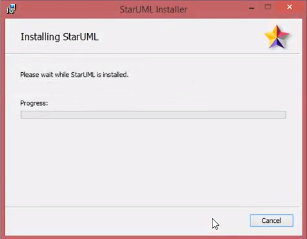 StarUML Installer
Installing StarUML
Please wait while StarUML is installed.
Progress:
Cancel